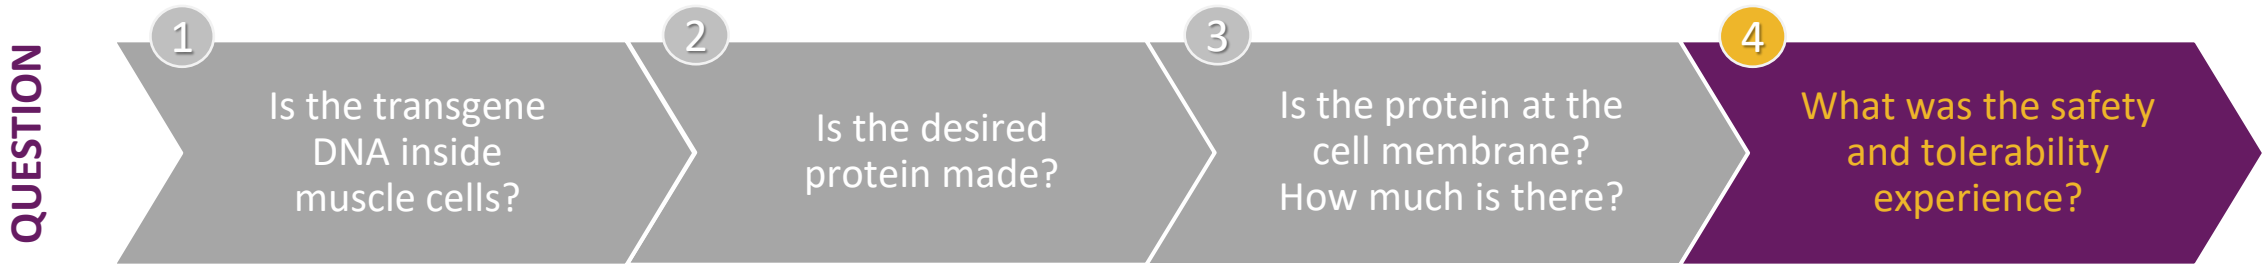 QUESTION
1
Is the transgene
DNA inside
muscle cells?
2
Is the desired
protein made?
3
Is the protein at the
cell membrane?
How much is there?
4
What was the safety
and tolerability
experience?